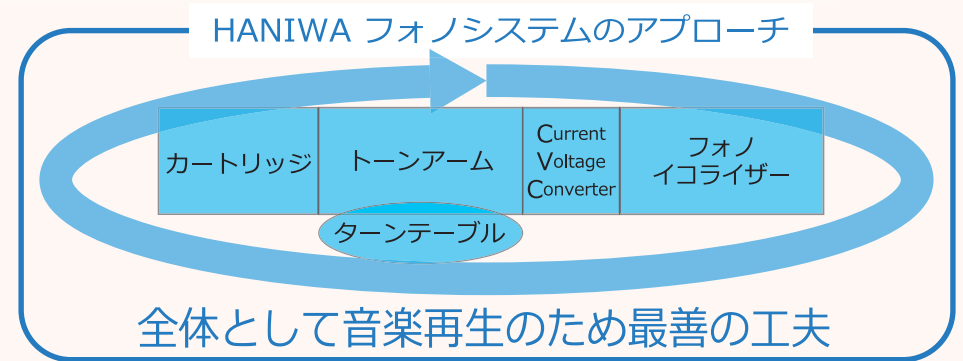 HANIWA フォノシステムのアプローチ
カートリッジ
トーンアーム
Current
Voltage
Converter
フォノ
イコライザー
ターンテーブル
全体として音楽再生のため最善の工夫